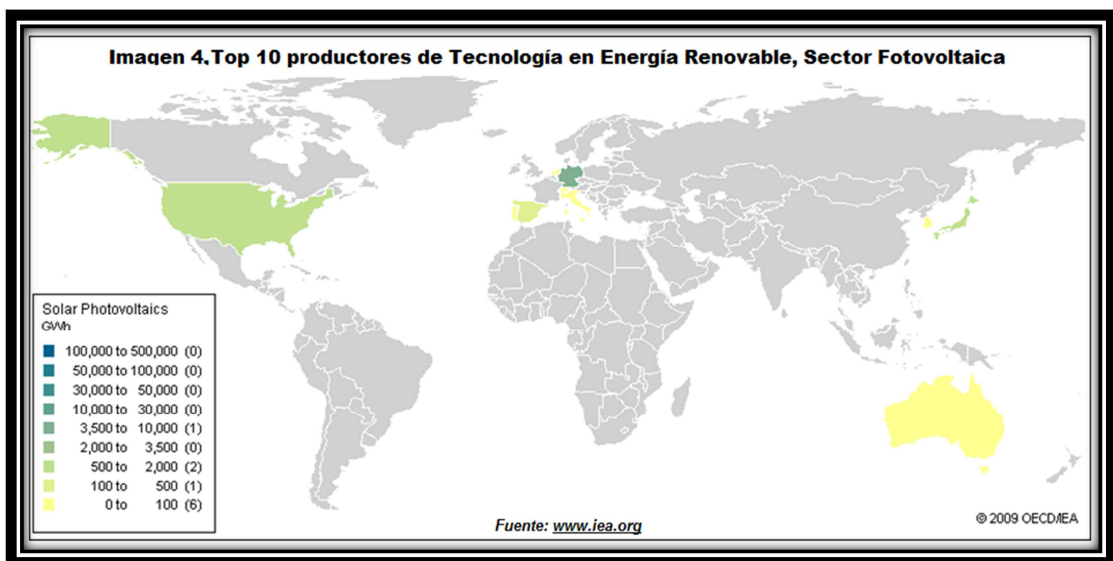 Imagen 4,Top 10 productores de Tecnología en Energía Renovable, Sector Fotovoltaica
Solar Photovoltaics
GWh
100,000 to 500,000 (0)
50,000 to 100,000 (0)
30,000 to 50,000 (0)
10,000 to 30,000 (0)
3,500 to 10,000 (1)
2,000 to 3,500 (0)
500 to 2,000 (2)
100 to 500 (1)
0 to 100 (6)
Fuente: www.iea.org
© 2009 OECD/IEA